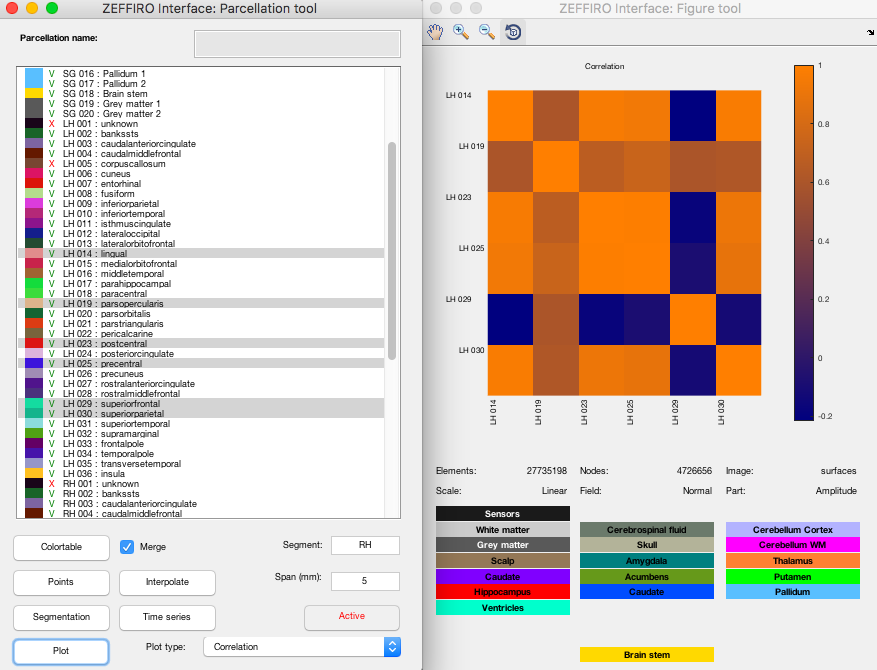 ZEFFIRO Interface: Parcellation tool
Parcellation name:
V SG 016 : Pallidum 1
V SG 017 : Pallidum 2
V SG 018 : Brain stem
V SG 019 : Grey matter 1
V SG 020 : Grey matter 2
X LH 001 : unknown
V LH 002 : bankssts
V LH 003 : caudalanteriorcingulate
V LH 004 : caudalmiddlefrontal
X LH 005 : corpuscallosum
V LH 006 : cuneus
V LH 007 : entorhinal
V LH 008 : fusiform
V LH 009 : inferiorparietal
V LH 010 : inferiortemporal
V LH 011 : isthmuscingulate
V LH 012 : lateraloccipital
V LH 013 : lateralorbitofrontal
V LH 014 : lingual
V LH 015 : medialorbitofrontal
V LH 016 : middletemporal
V LH 017 : parahippocampal
V LH 018 : paracentral
V LH 019 : parsopercularis
V LH 020 : parsorbitalis
V LH 021 : parstriangularis
V LH 022 : pericalcarine
V LH 023 : postcentral
V LH 024 : posteriorcingulate
V LH 025 : precentral
V LH 026 : precuneus
V LH 027 : rostralanteriorcingulate
V LH 028 : rostralmiddlefrontal
V LH 029 : superiorfrontal
V LH 030 : superiorparietal
V LH 031 : superiortemporal
V LH 032 : supramarginal
V LH 033 : frontalpole
V LH 034 : temporalpole
V LH 035 : transversetemporal
V LH 036 : insula
X RH 001 : unknown
V RH 002 : bankssts
V RH 003 : caudalanteriorcingulate
V RH 004 : caudalmiddlefrontal
Colortable
Merge
Segment:
RH
Points
Interpolate
Span (mm):
5
Segmentation
Time series
Active
Plot
Plot type:
Correlation
ZEFFIRO Interface: Figure tool
Correlation
LH 014
LH 019
LH 023
LH 025
LH 029
LH 030
LH 014
LH 019
LH 023
LH 025
LH 029
LH 030
1
0.8
0.6
0.4
0.2
0
-0.2
Elements: 27735198 Nodes: 4726656 Image: surfaces
Scale: Linear Field: Normal Part: Amplitude
Sensors
White matter Cerebrospinal fluid Cerebellum Cortex
Grey matter Skull Cerebellum WM
Scalp Amygdala Thalamus
Caudate Acumbens Putamen
Hippocampus Caudate Pallidum
Ventricles
Brain stem